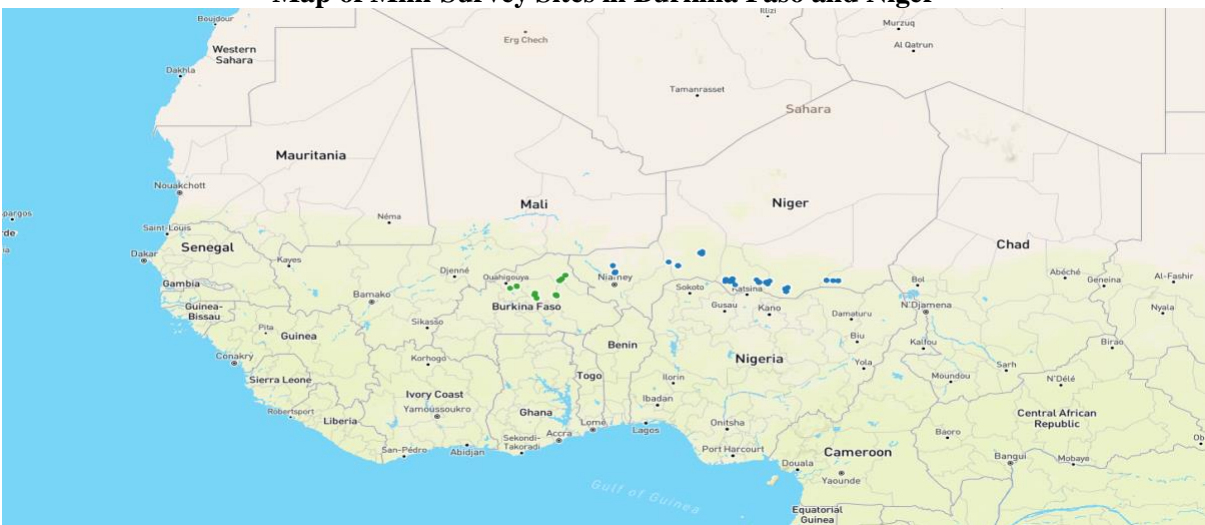 Map of Mini-Survey Sites in Burkina Faso and Niger
Boujdour
Illizi
Murzuq
Erg Chech
Al Qatrun
Western
Sahara
Dakhla
Tamanrasset
Sahara
Mauritania
Nouakchott
Mali
Niger
spargos
Néma
Saint-Louis
rde
Chad
Senegal
Dakar
Kayes
Djenné
Ouahigouya
Niamey
Sokoto
Katsina
Bol
Abéché
Geneina
Al-Fashir
Gambia
Bamako
Burkina Faso
Gusau
Kano
N'Djamena
Guinea-
Bissau
Damaturu
Nyala
Sikasso
Pita
Guinea
Benin
Biu
Kalfou
Birao
Conakry
Korhogo
Nigeria
Yola
Sarh
Sierra Leone
Togo
Ilorin
Moundou
N'Délé
Ivory Coast
Ibadan
Robertsport
Yamoussoukro
Ghana
Central African
Republic
Liberia
Lomé
Onitsha
Accra
Lagos
Baoro
Sekondi-
Takoradi
San-Pédro
Abidjan
Port Harcourt
Cameroon
Bangui
Mobaye
Douala
Yaounde
Gulf of Guinea
Equatorial
Guinea